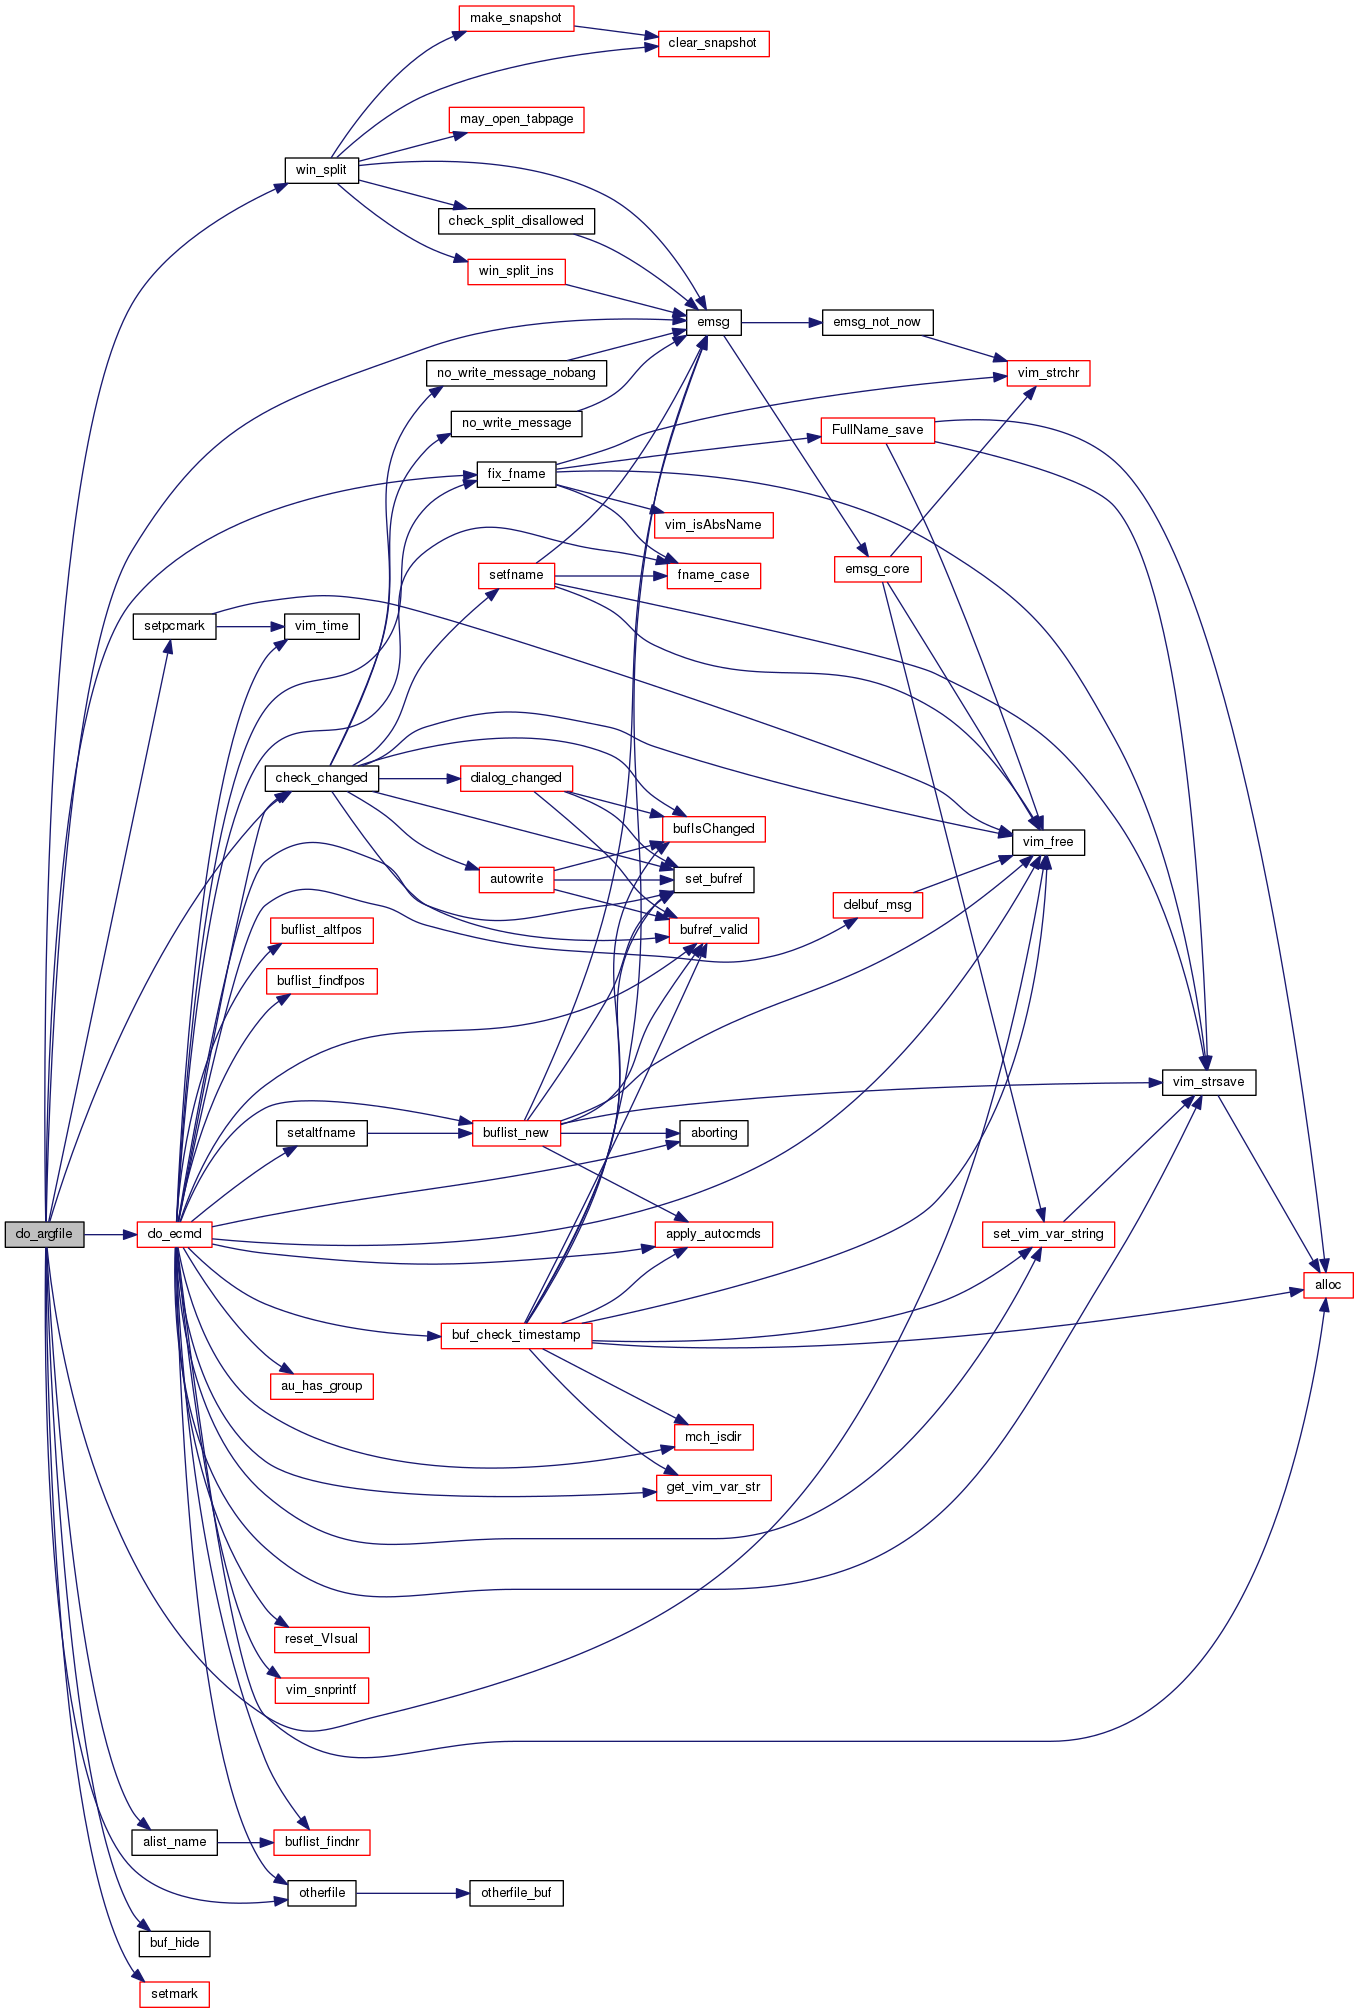 make_snapshot
clear_snapshot
may_open_tabpage
win_split
check_split_disallowed
win_split_ins
emsg
emsg_not_now
no_write_message_nobang
vim_strchr
no_write_message
FullName_save
fix_fname
vim_isAbsName
emsg_core
setfname
fname_case
setpcmark
vim_time
check_changed
dialog_changed
bufIsChanged
vim_free
autowrite
set_bufref
delbuf_msg
buflist_altfpos
bufref_valid
buflist_findfpos
vim_strsave
setaltfname
buflist_new
aborting
do_argfile
do_ecmd
apply_autocmds
set_vim_var_string
alloc
buf_check_timestamp
au_has_group
mch_isdir
get_vim_var_str
reset_VIsual
vim_snprintf
alist_name
buflist_findnr
otherfile
otherfile_buf
buf_hide
setmark